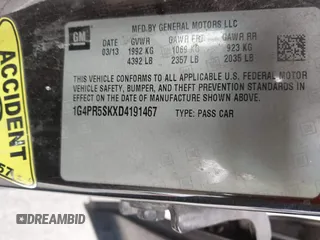 GM
MFD BY GENERAL MOTORS LLC
03/13 GVWR GAWR FRT GAWR RR
1992 KG 1069 KG 923 KG
4392 LB 2357 LB 2035 LB
THIS VEHICLE CONFORMS TO ALL APPLICABLE U.S. FEDERAL MOTOR
VEHICLE SAFETY, BUMPER, AND THEFT PREVENTION STANDARDS IN
EFFECT ON THE DATE OF MANUFACTURE SHOWN ABOVE.
1G4PR5SKXD4191467 TYPE: PASS CAR
ACCIDENT
57
DREAMBID